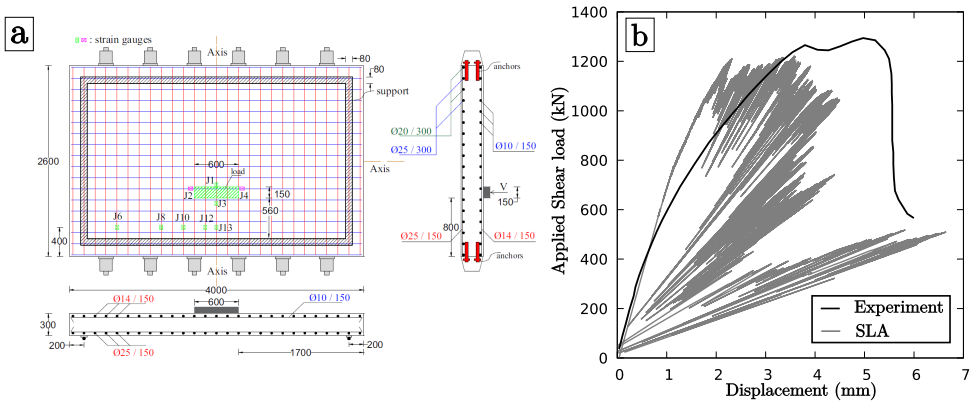 a
: strain gauges
Axis
80
80
support
2600
600
load
J1
J2
J4
J3
150
560
J6
J8
J10
J12
J13
400
Axis
Axis
4000
600
Ø14 / 150
Ø10 / 150
300
200
Ø25 / 150
200
1700
anchors
Ø20 / 300
Ø25 / 300
Ø10 / 150
V
150
800
Ø25 / 150
Ø14 / 150
anchors
b
Applied Shear load (kN)
1400
1200
1000
800
600
400
200
0
0 1 2 3 4 5 6 7
Displacement (mm)
Experiment
SLA